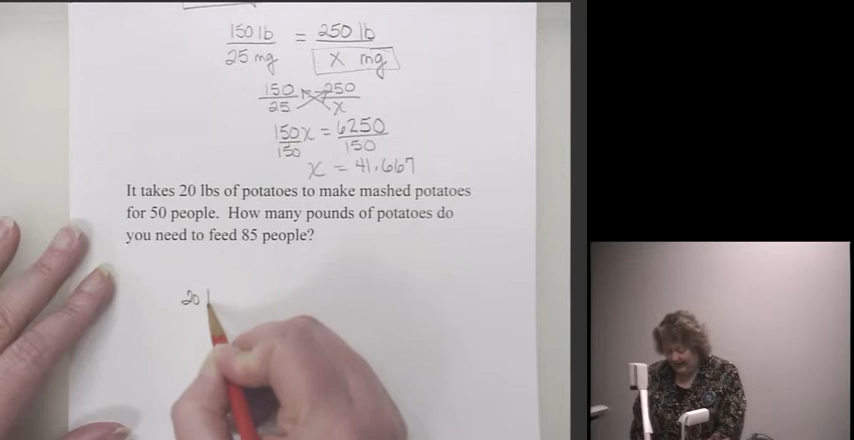 150 lb = 250 lb
25 mg x mg
150 = 250
25 x
150x = 6250
150 150
x = 41.667
It takes 20 lbs of potatoes to make mashed potatoes
for 50 people. How many pounds of potatoes do
you need to feed 85 people?
20 l